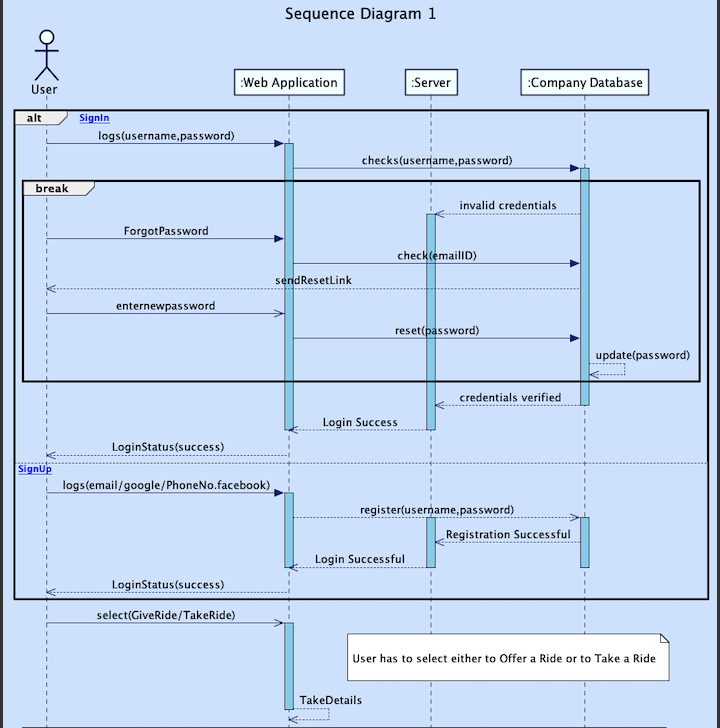 Sequence Diagram 1
User
:Web Application
:Server
:Company Database
alt
SignIn
logs(username,password)
checks(username,password)
break
invalid credentials
ForgotPassword
check(emailID)
sendResetLink
enternewpassword
reset(password)
update(password)
credentials verified
Login Success
LoginStatus(success)
SignUp
logs(email/google/PhoneNo.facebook)
register(username,password)
Registration Successful
Login Successful
LoginStatus(success)
select(GiveRide/TakeRide)
User has to select either to Offer a Ride or to Take a Ride
TakeDetails